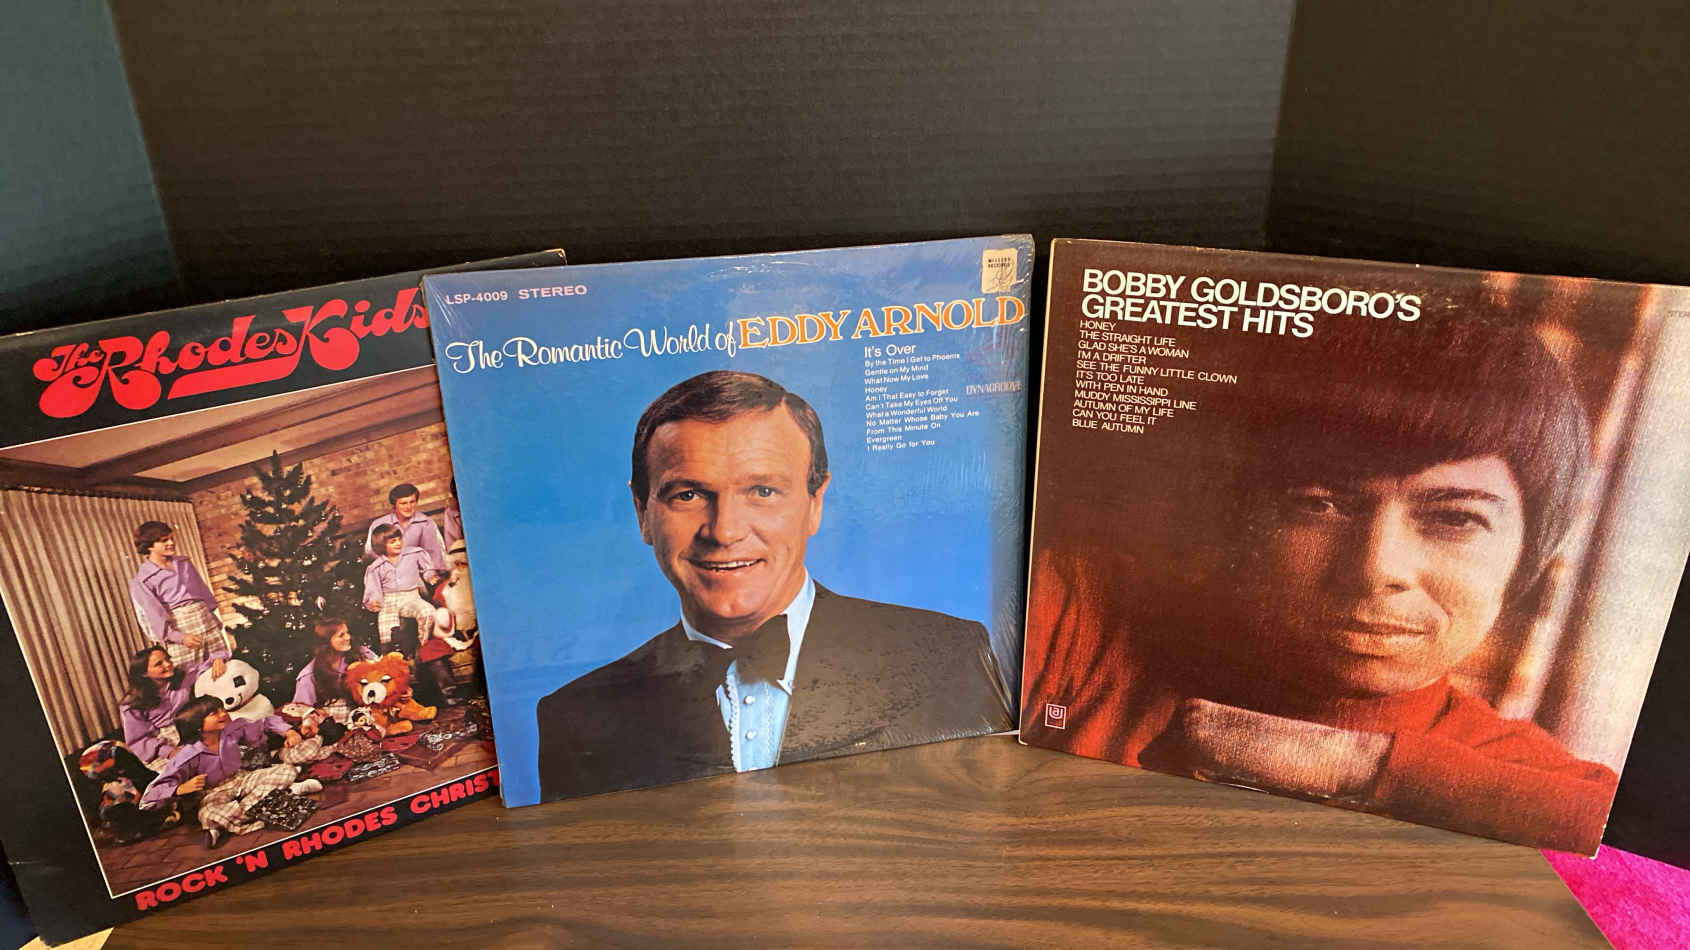 The Rhodes Kids
ROCK 'N RHODES CHRIST
LSP-4009 STEREO
The Romantic World of EDDY ARNOLD
It's Over
By the Time I Get to Phoenix
Gentle on My Mind
What Now My Love
Honey
Am I That Easy to Forget
Can't Take My Eyes Off You
What a Wonderful World
No Matter Whose Baby You Are
From This Minute On
Evergreen
I Really Go for You
DYNAGROOVE
BOBBY GOLDSBORO'S
GREATEST HITS
HONEY
THE STRAIGHT LIFE
GLAD SHE'S A WOMAN
I'M A DRIFTER
SEE THE FUNNY LITTLE CLOWN
IT'S TOO LATE
WITH PEN IN HAND
MUDDY MISSISSIPPI LINE
AUTUMN OF MY LIFE
CAN YOU FEEL IT
BLUE AUTUMN